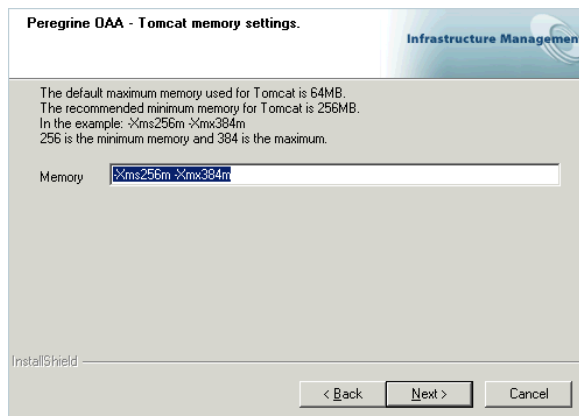 Peregrine OAA - Tomcat memory settings.
Infrastructure Management
The default maximum memory used for Tomcat is 64MB.
The recommended minimum memory for Tomcat is 256MB.
In the example: -Xms256m -Xmx384m
256 is the minimum memory and 384 is the maximum.
Memory -Xms256m -Xmx384m
InstallShield
< Back Next > Cancel